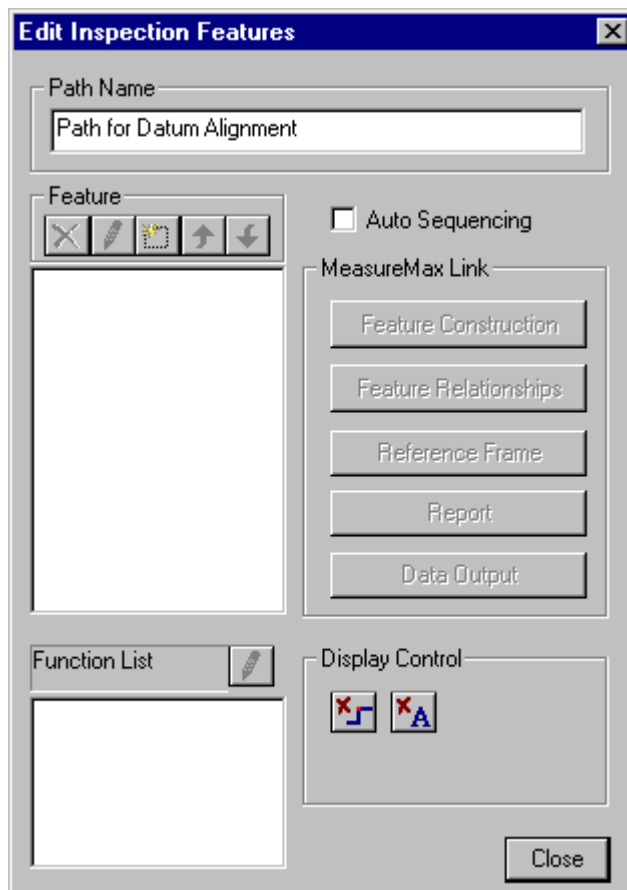 Edit Inspection Features
Path Name
Path for Datum Alignment
Feature
Auto Sequencing
MeasureMax Link
Feature Construction
Feature Relationships
Reference Frame
Report
Data Output
Function List
Display Control
A
Close